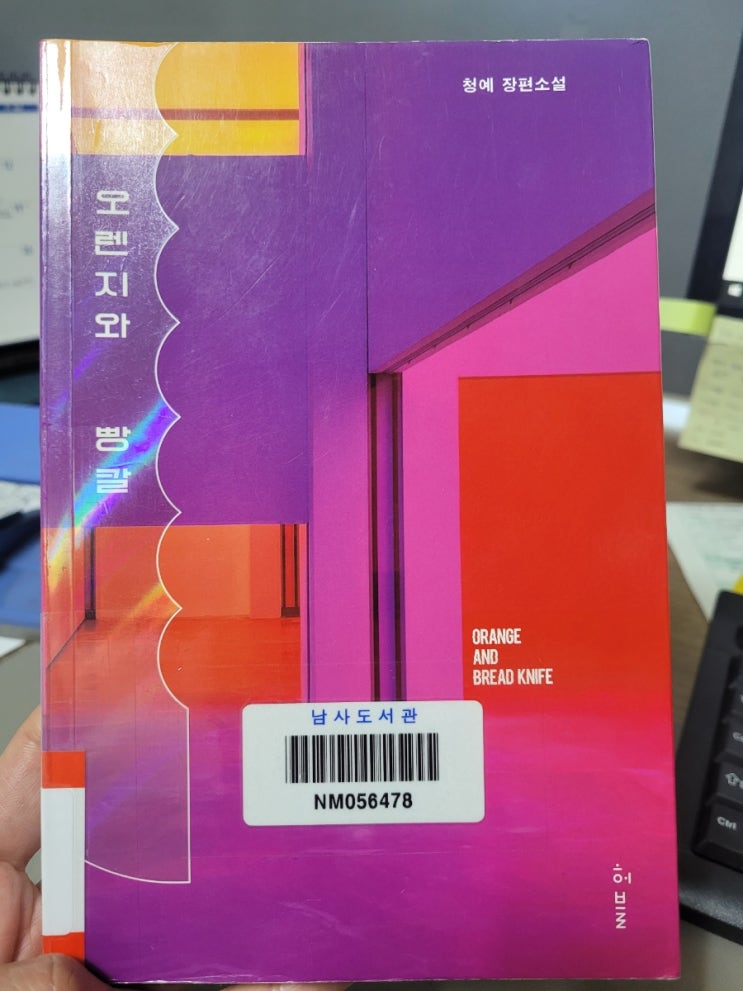 청예 장편소설
오렌지와 빵칼
ORANGE
AND
BREAD KNIFE
남사도서관
NM056478
허블
Ctrl